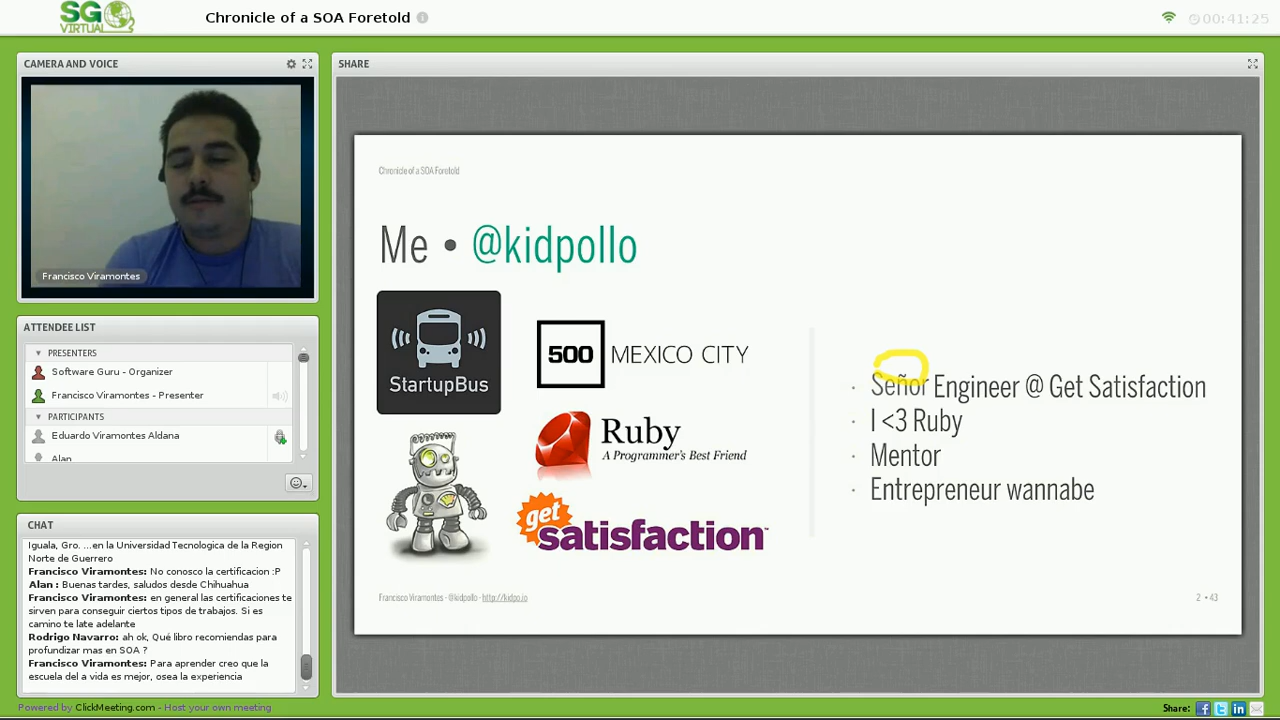 SG
VIRTUAL
Chronicle of a SOA Foretold
00:41:25
CAMERA AND VOICE
Francisco Viramontes
ATTENDEE LIST
PRESENTERS
Software Guru - Organizer
Francisco Viramontes - Presenter
PARTICIPANTS
Eduardo Viramontes Aldana
Alan
CHAT
Iguala, Gro. ...en la Universidad Tecnologica de la Region
Norte de Guerrero
Francisco Viramontes: No conosco la certificacion :P
Alan : Buenas tardes, saludos desde Chihuahua
Francisco Viramontes: en general las certificaciones te
sirven para conseguir ciertos tipos de trabajos. Si es
camino te late adelante
Rodrigo Navarro: ah ok, Qué libro recomiendas para
profundizar mas en SOA ?
Francisco Viramontes: Para aprender creo que la
escuela del a vida es mejor, osea la experiencia
SHARE
Chronicle of a SOA Foretold
Me • @kidpollo
StartupBus
500 MEXICO CITY
Ruby
A Programmer's Best Friend
get
satisfaction™
· Señor Engineer @ Get Satisfaction
· I <3 Ruby
· Mentor
· Entrepreneur wannabe
Francisco Viramontes - @kidpollo - http://kidpo.io
2 • 43
Powered by ClickMeeting.com - Host your own meeting
Share: